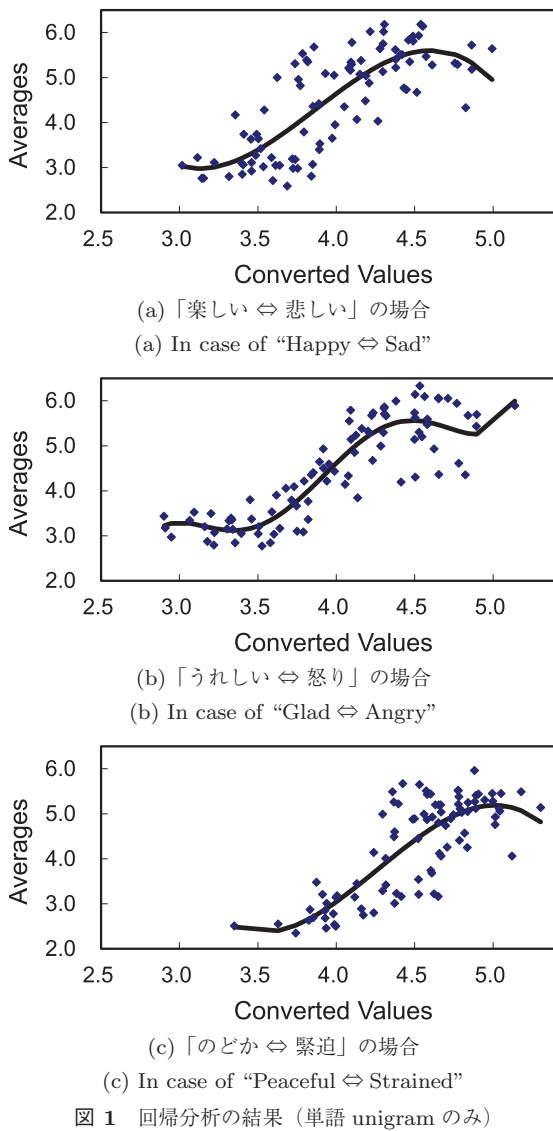 6.0
5.0
4.0
3.0
2.0
Averages
2.5 3.0 3.5 4.0 4.5 5.0
Converted Values
(a)「楽しい ⇔ 悲しい」の場合
(a) In case of “Happy ⇔ Sad”
6.0
5.0
4.0
3.0
2.0
Averages
2.5 3.0 3.5 4.0 4.5 5.0
Converted Values
(b)「うれしい ⇔ 怒り」の場合
(b) In case of “Glad ⇔ Angry”
6.0
5.0
4.0
3.0
2.0
Averages
2.5 3.0 3.5 4.0 4.5 5.0
Converted Values
(c)「のどか ⇔ 緊迫」の場合
(c) In case of “Peaceful ⇔ Strained”
図 1 回帰分析の結果（単語 unigram のみ）